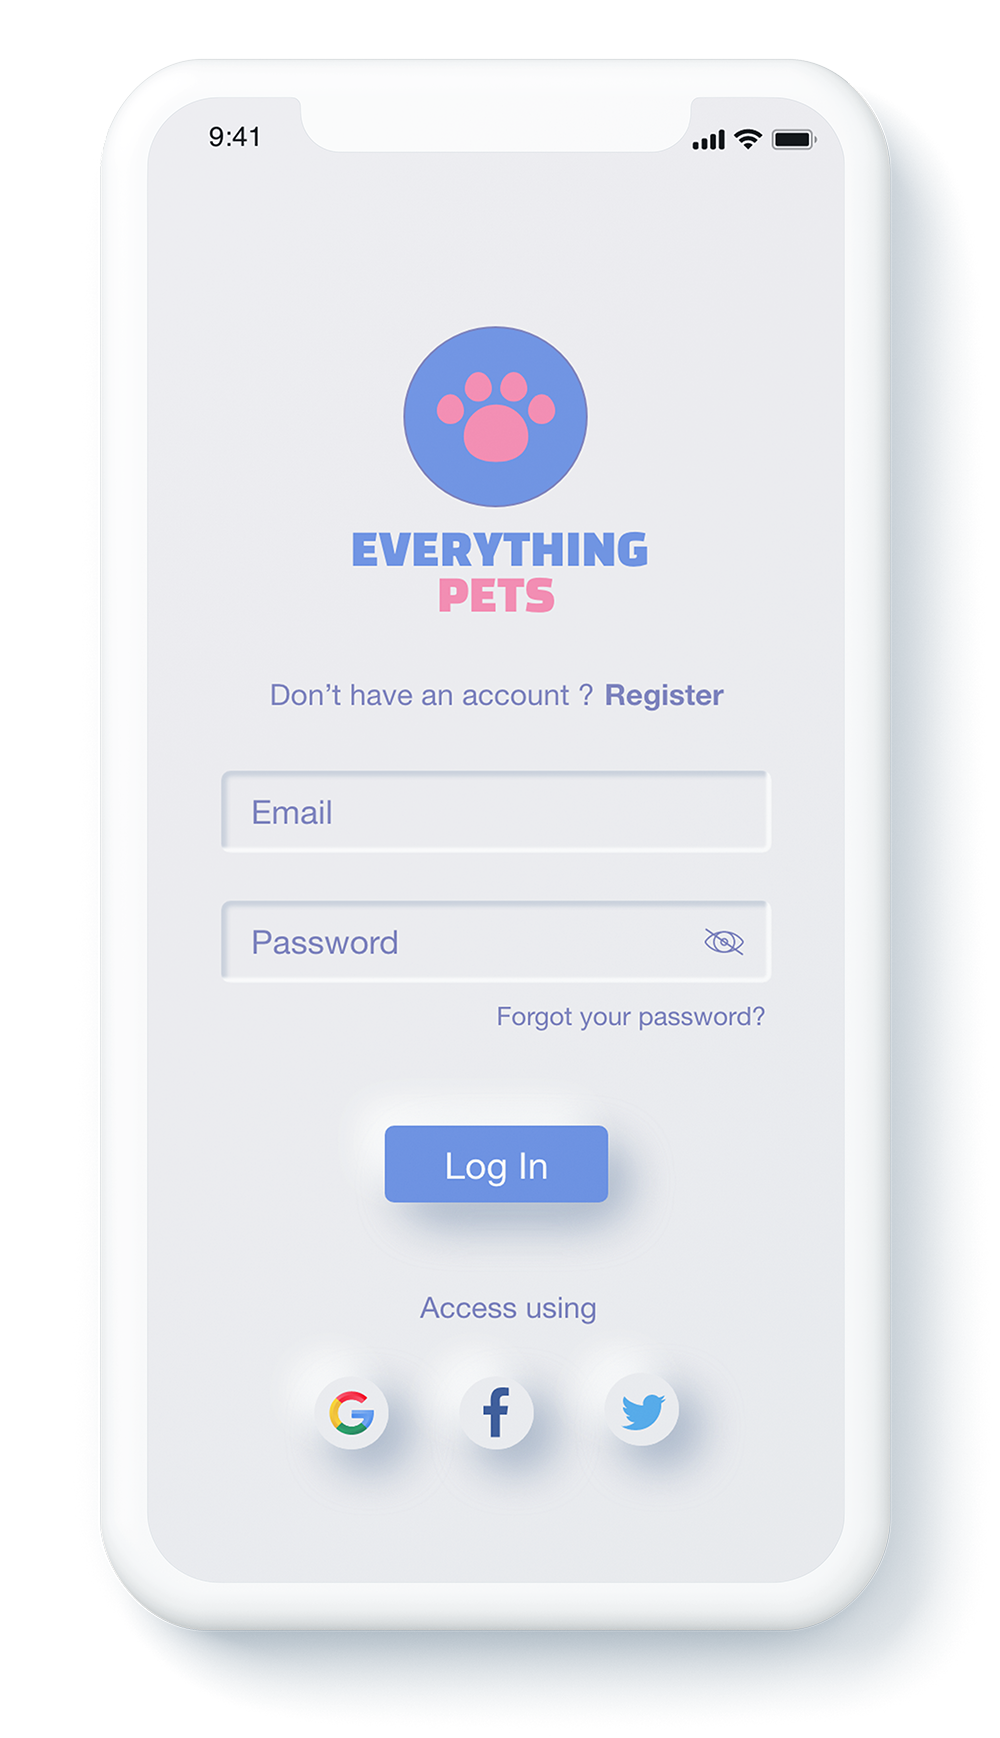 9:41
EVERYTHING
PETS
Don’t have an account ? Register
Email
Password
Forgot your password?
Log In
Access using